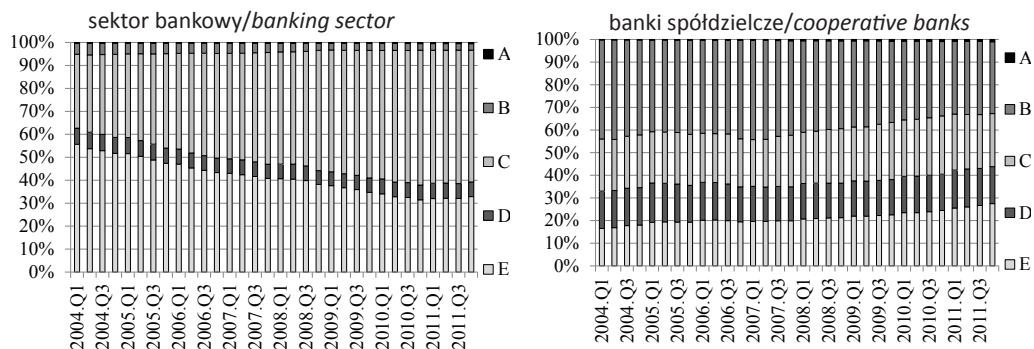 sektor bankowy/banking sector
100%
90%
80%
70%
60%
50%
40%
30%
20%
10%
0%
A
B
C
D
E
2004.Q1
2004.Q3
2005.Q1
2005.Q3
2006.Q1
2006.Q3
2007.Q1
2007.Q3
2008.Q1
2008.Q3
2009.Q1
2009.Q3
2010.Q1
2010.Q3
2011.Q1
2011.Q3
banki spółdzielcze/cooperative banks
100%
90%
80%
70%
60%
50%
40%
30%
20%
10%
0%
A
B
C
D
E
2004.Q1
2004.Q3
2005.Q1
2005.Q3
2006.Q1
2006.Q3
2007.Q1
2007.Q3
2008.Q1
2008.Q3
2009.Q1
2009.Q3
2010.Q1
2010.Q3
2011.Q1
2011.Q3